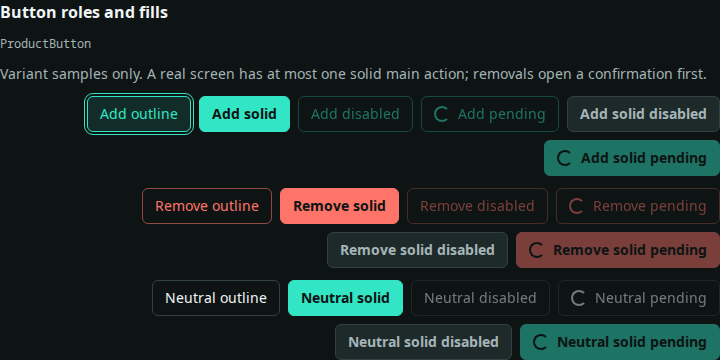 Button roles and fills
ProductButton
Variant samples only. A real screen has at most one solid main action; removals open a confirmation first.
Add outline Add solid Add disabled Add pending Add solid disabled
Add solid pending
Remove outline Remove solid Remove disabled Remove pending
Remove solid disabled Remove solid pending
Neutral outline Neutral solid Neutral disabled Neutral pending
Neutral solid disabled Neutral solid pending